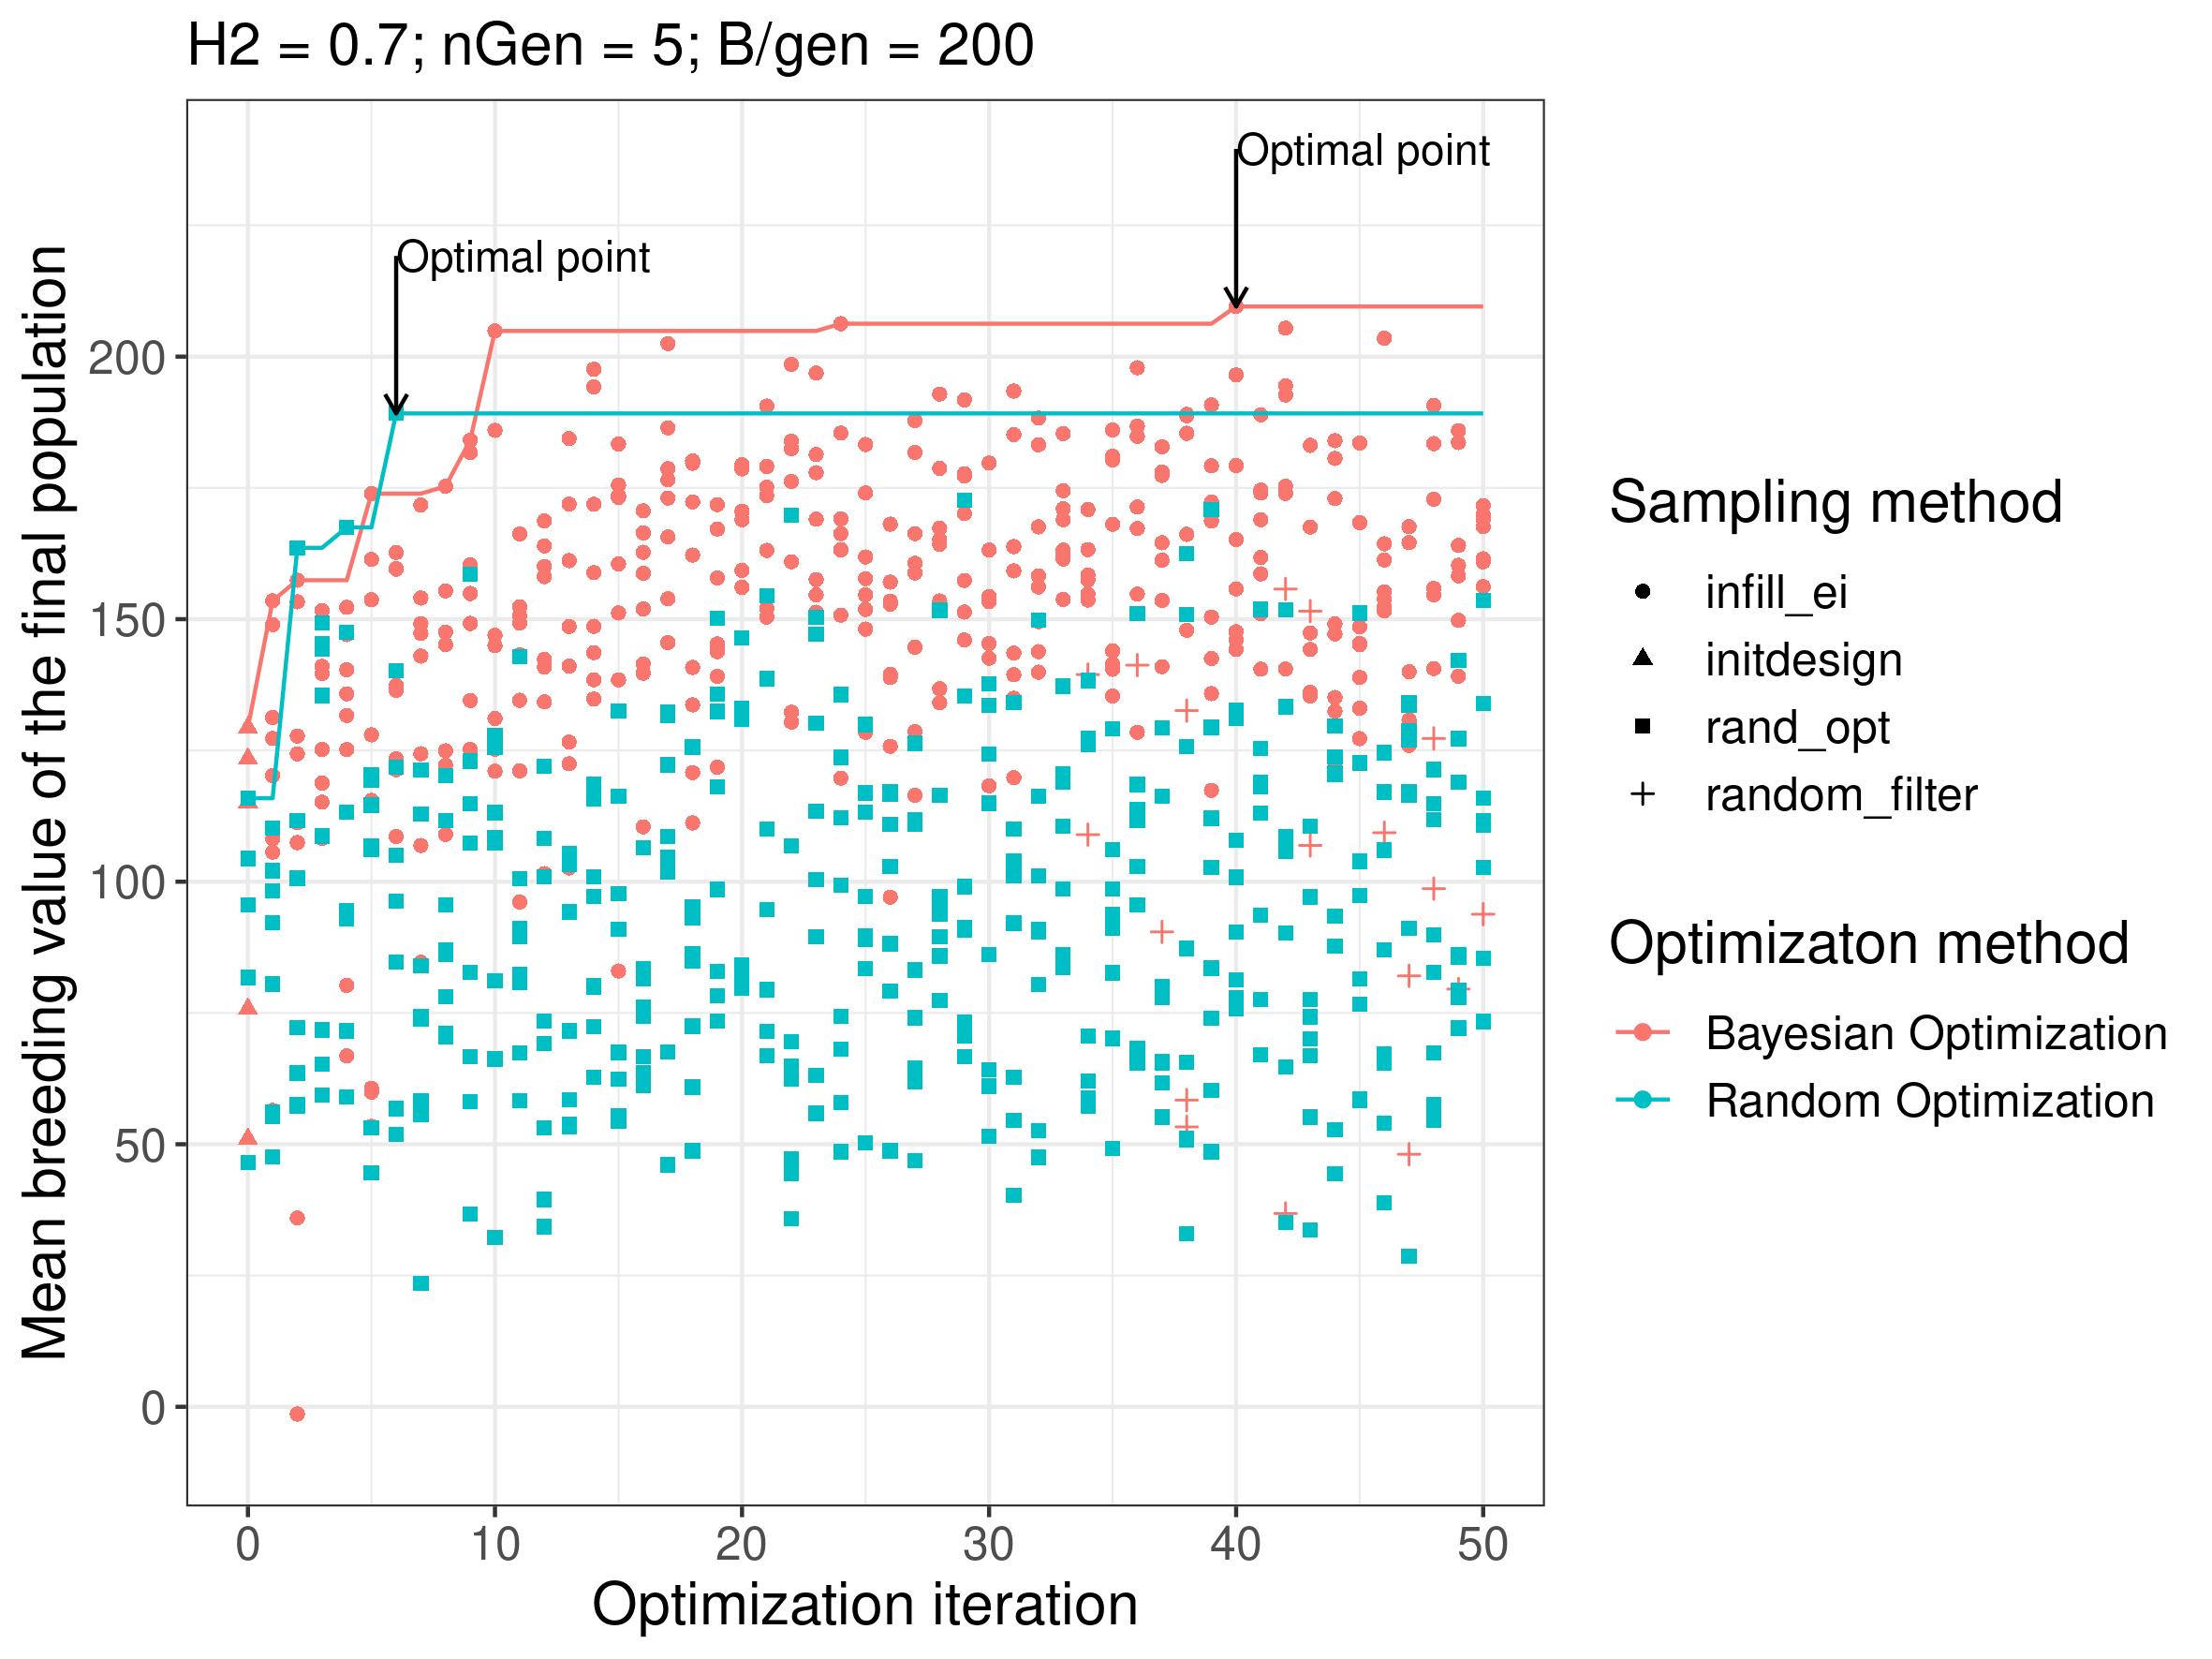 H2 = 0.7; nGen = 5; B/gen = 200
Optimal point
Optimal point
Mean breeding value of the final population
200
150
100
50
0
0 10 20 30 40 50
Optimization iteration
Sampling method
infill_ei
initdesign
rand_opt
random_filter
Optimizaton method
Bayesian Optimization
Random Optimization